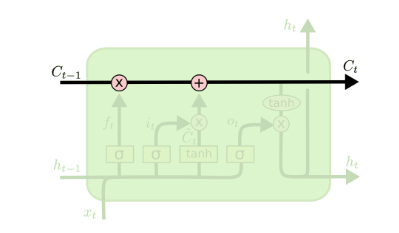 h_t
C_{t-1} × + C_t
tanh
f_t i_t × o_t ×
C̃_t
σ σ tanh σ
h_{t-1} h_t
x_t